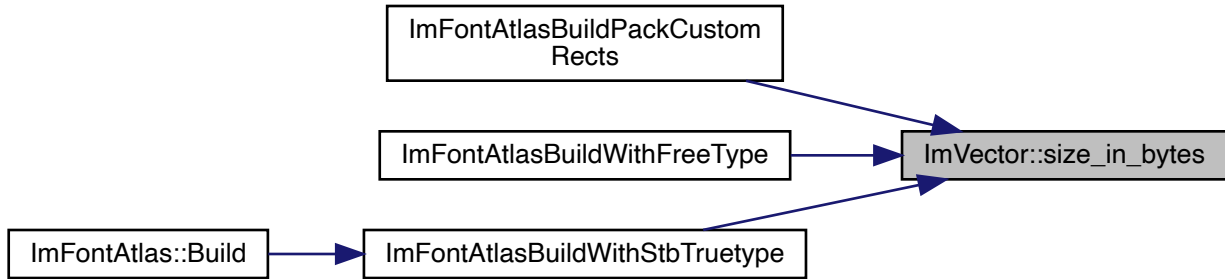 ImFontAtlasBuildPackCustom
Rects
ImFontAtlasBuildWithFreeType
ImVector::size_in_bytes
ImFontAtlas::Build
ImFontAtlasBuildWithStbTruetype